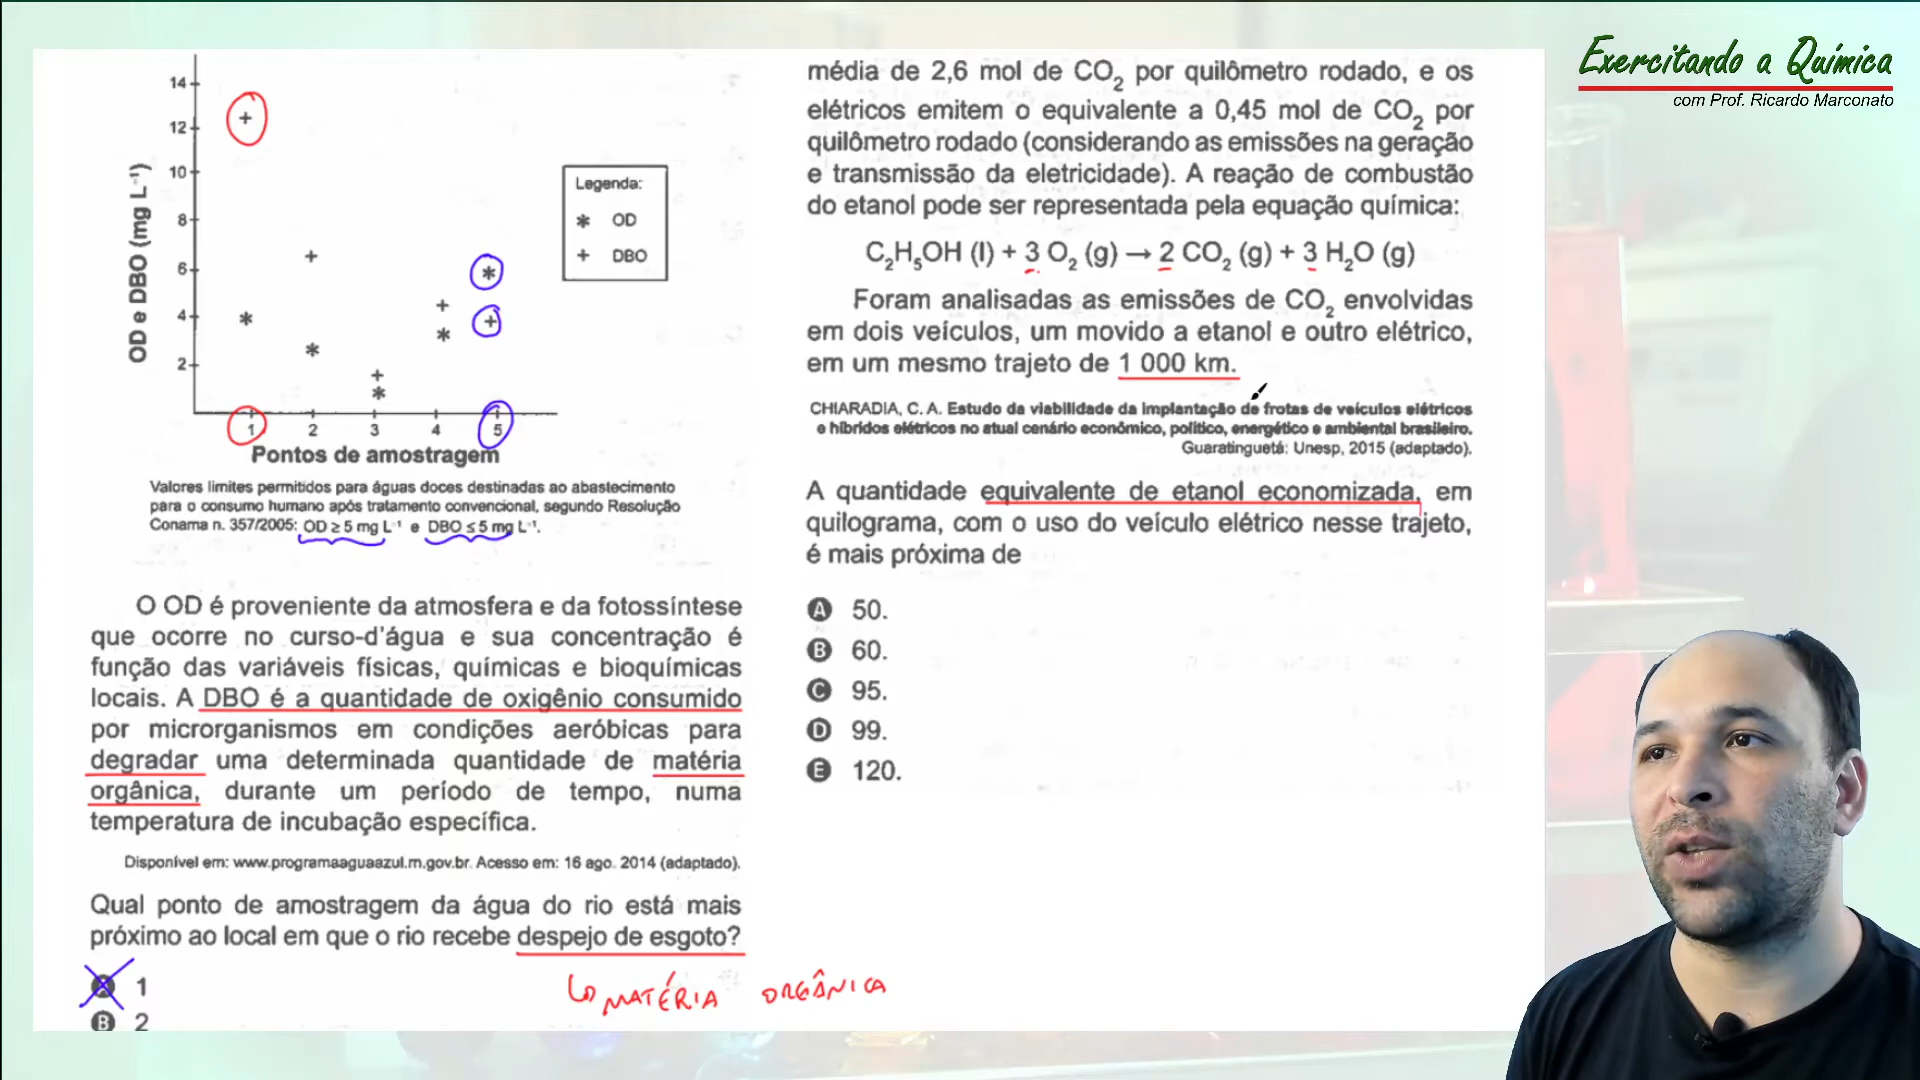 Exercitando a Química
com Prof. Ricardo Marconato
14
12
10
8
6
4
2
OD e DBO (mg L⁻¹)
Legenda:
* OD
+ DBO
1 2 3 4 5
Pontos de amostragem
Valores limites permitidos para águas doces destinadas ao abastecimento
para o consumo humano após tratamento convencional, segundo Resolução
Conama n. 357/2005: OD ≥ 5 mg L⁻¹ e DBO ≤ 5 mg L⁻¹.
O OD é proveniente da atmosfera e da fotossíntese
que ocorre no curso-d'água e sua concentração é
função das variáveis físicas, químicas e bioquímicas
locais. A DBO é a quantidade de oxigênio consumido
por microrganismos em condições aeróbicas para
degradar uma determinada quantidade de matéria
orgânica, durante um período de tempo, numa
temperatura de incubação específica.
Disponível em: www.programaaguaazul.rn.gov.br. Acesso em: 16 ago. 2014 (adaptado).
Qual ponto de amostragem da água do rio está mais
próximo ao local em que o rio recebe despejo de esgoto?
MATÉRIA ORGÂNICA
A 1
B 2
média de 2,6 mol de CO₂ por quilômetro rodado, e os
elétricos emitem o equivalente a 0,45 mol de CO₂ por
quilômetro rodado (considerando as emissões na geração
e transmissão da eletricidade). A reação de combustão
do etanol pode ser representada pela equação química:
C₂H₅OH (l) + 3 O₂ (g) → 2 CO₂ (g) + 3 H₂O (g)
Foram analisadas as emissões de CO₂ envolvidas
em dois veículos, um movido a etanol e outro elétrico,
em um mesmo trajeto de 1 000 km.
CHIARADIA, C. A. Estudo da viabilidade da implantação de frotas de veículos elétricos
e híbridos elétricos no atual cenário econômico, político, energético e ambiental brasileiro.
Guaratinguetá: Unesp, 2015 (adaptado).
A quantidade equivalente de etanol economizada, em
quilograma, com o uso do veículo elétrico nesse trajeto,
é mais próxima de
A 50.
B 60.
C 95.
D 99.
E 120.